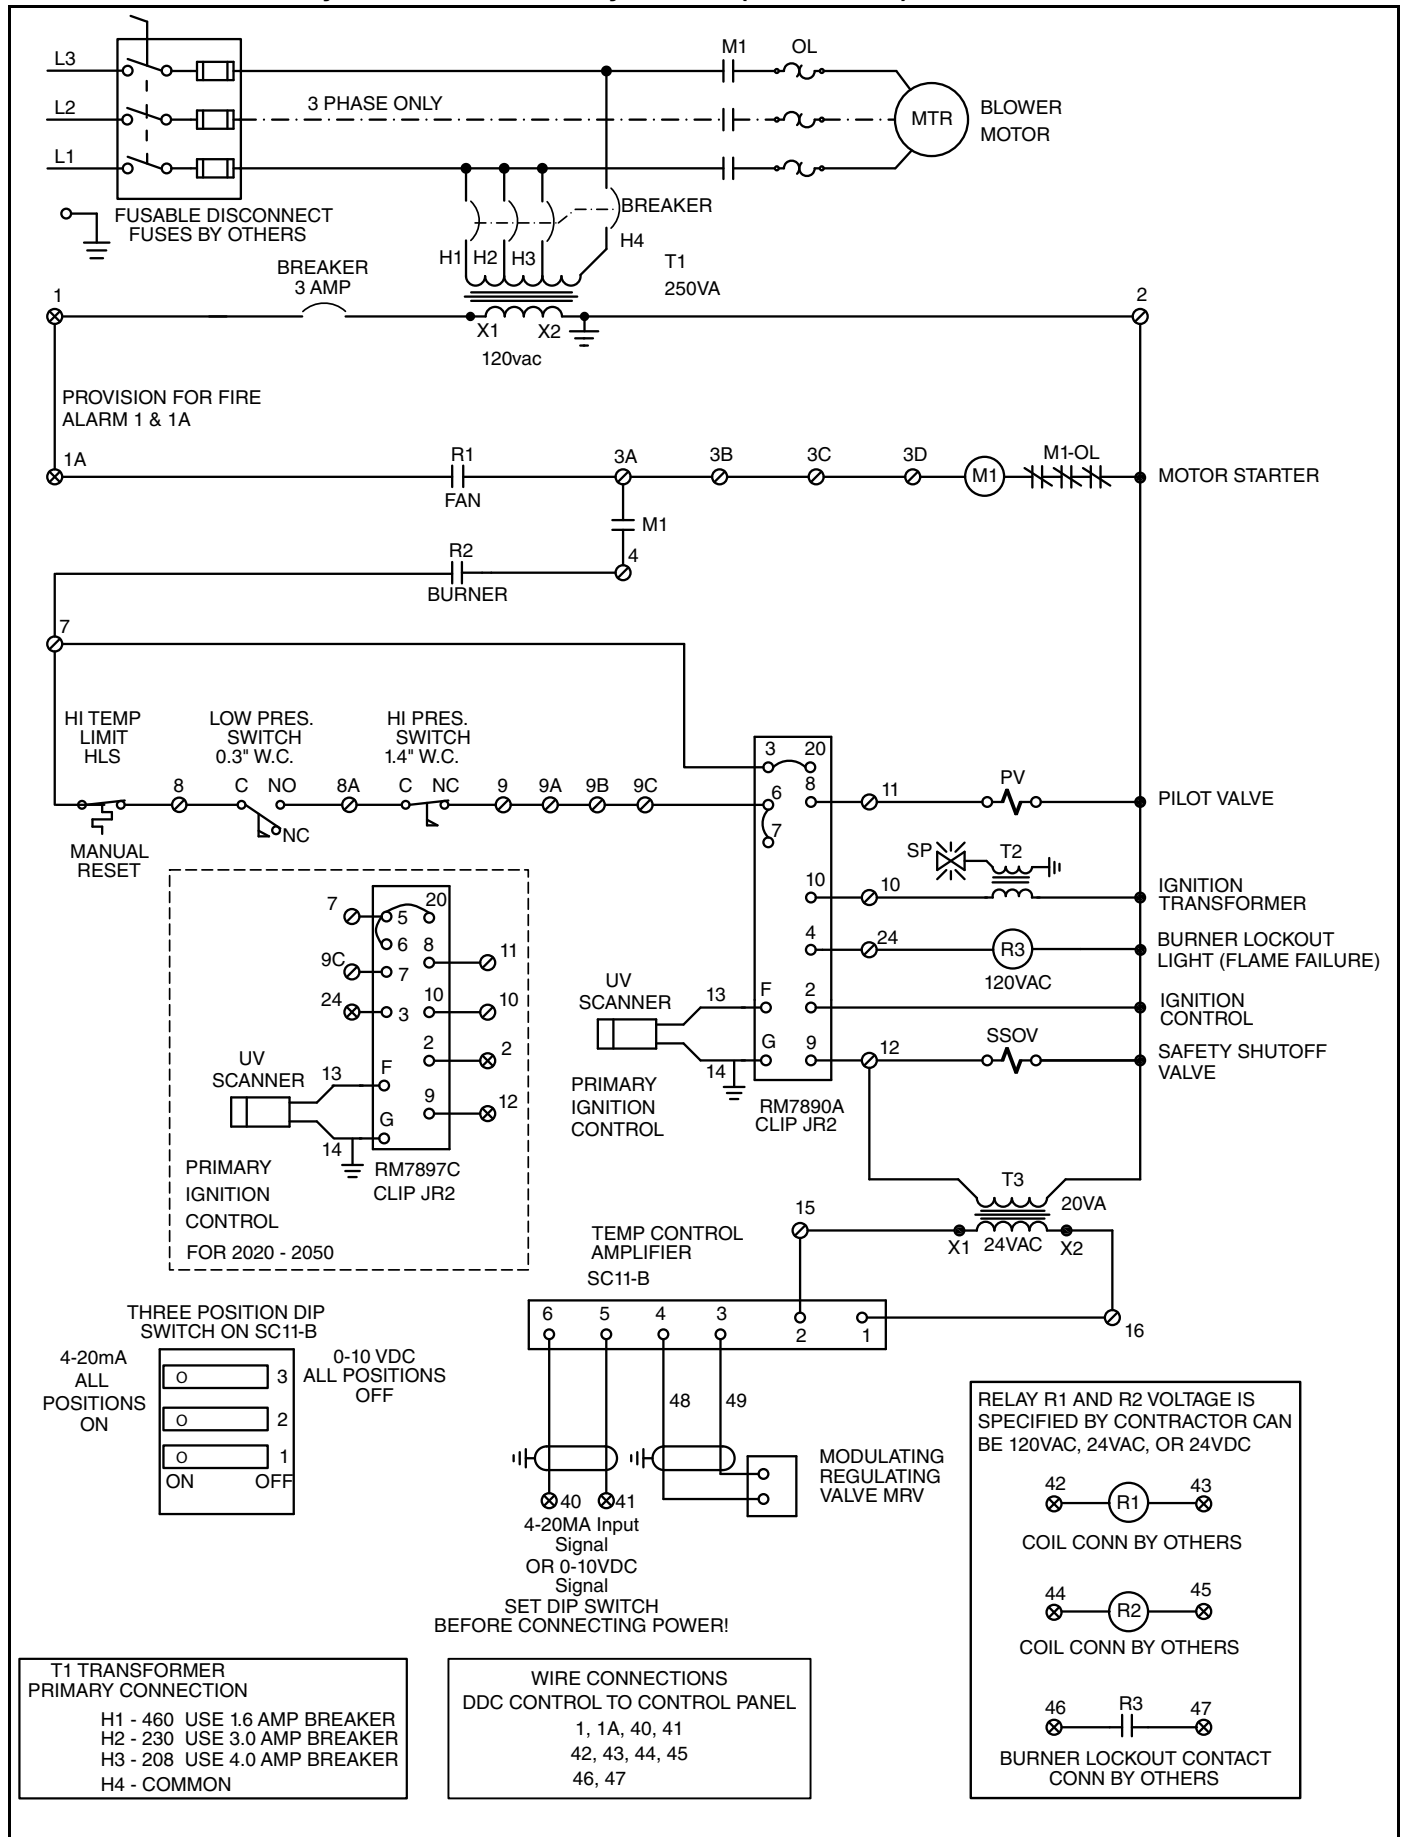 M1 OL
L3
3 PHASE ONLY
L2
MTR
BLOWER
MOTOR
L1
FUSABLE DISCONNECT
FUSES BY OTHERS
BREAKER
H1 H2 H3 H4
T1
250VA
BREAKER
3 AMP
1
2
X1 X2
120vac
PROVISION FOR FIRE
ALARM 1 & 1A
1A
R1
FAN
3A 3B 3C 3D
M1
M1-OL
MOTOR STARTER
M1
4
R2
BURNER
7
HI TEMP
LIMIT
HLS
LOW PRES.
SWITCH
0.3" W.C.
HI PRES.
SWITCH
1.4" W.C.
8
C NO
NC
8A
C NC
9 9A 9B 9C
MANUAL
RESET
3 20
6 8
7
10
4
F 2
G 9
11
PV
PILOT VALVE
SP
T2
10
IGNITION
TRANSFORMER
24
R3
120VAC
BURNER LOCKOUT
LIGHT (FLAME FAILURE)
IGNITION
CONTROL
12
SSOV
SAFETY SHUTOFF
VALVE
UV
SCANNER
13
14
PRIMARY
IGNITION
CONTROL
RM7890A
CLIP JR2
7
20
5
6 8
11
9C
7
24
3
10
10
2
2
F
9
12
G
UV
SCANNER
13
14
PRIMARY
IGNITION
CONTROL
RM7897C
CLIP JR2
FOR 2020 - 2050
T3
20VA
15
X1 24VAC X2
16
TEMP CONTROL
AMPLIFIER
SC11-B
6 5 4 3 2 1
48 49
THREE POSITION DIP
SWITCH ON SC11-B
4-20mA
ALL
POSITIONS
ON
0-10 VDC
ALL POSITIONS
OFF
O 3
O 2
O 1
ON OFF
MODULATING
REGULATING
VALVE MRV
40 41
4-20MA Input
Signal
OR 0-10VDC
Signal
SET DIP SWITCH
BEFORE CONNECTING POWER!
RELAY R1 AND R2 VOLTAGE IS
SPECIFIED BY CONTRACTOR CAN
BE 120VAC, 24VAC, OR 24VDC
42 R1 43
COIL CONN BY OTHERS
44 R2 45
COIL CONN BY OTHERS
46 R3 47
BURNER LOCKOUT CONTACT
CONN BY OTHERS
T1 TRANSFORMER
PRIMARY CONNECTION
H1 - 460 USE 1.6 AMP BREAKER
H2 - 230 USE 3.0 AMP BREAKER
H3 - 208 USE 4.0 AMP BREAKER
H4 - COMMON
WIRE CONNECTIONS
DDC CONTROL TO CONTROL PANEL
1, 1A, 40, 41
42, 43, 44, 45
46, 47